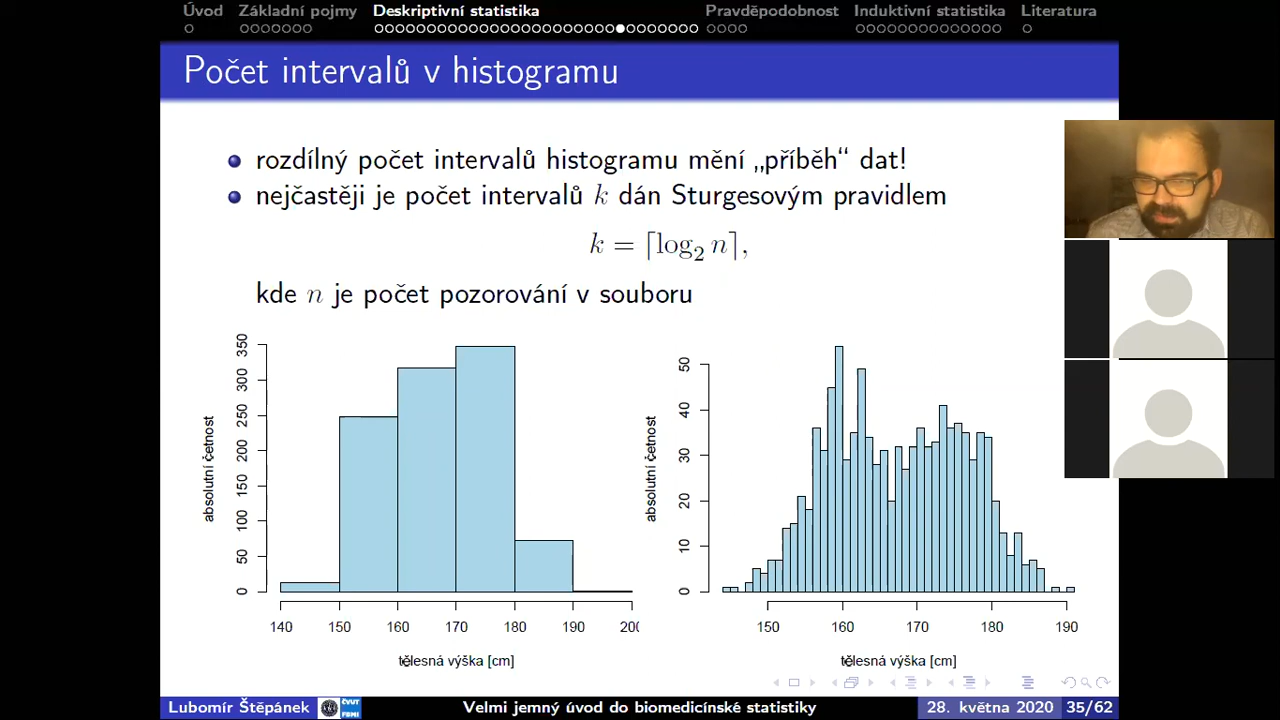 Úvod Základní pojmy Deskriptivní statistika Pravděpodobnost Induktivní statistika Literatura
Počet intervalů v histogramu
rozdílný počet intervalů histogramu mění „příběh“ dat!
nejčastěji je počet intervalů k dán Sturgesovým pravidlem
k = ⌈log₂ n⌉,
kde n je počet pozorování v souboru
absolutní četnost
0 50 100 150 200 250 300 350
140 150 160 170 180 190 200
tělesná výška [cm]
absolutní četnost
0 10 20 30 40 50
150 160 170 180 190
tělesná výška [cm]
Lubomír Štěpánek ČVUT FBMI Velmi jemný úvod do biomedicínské statistiky 28. května 2020 35/62